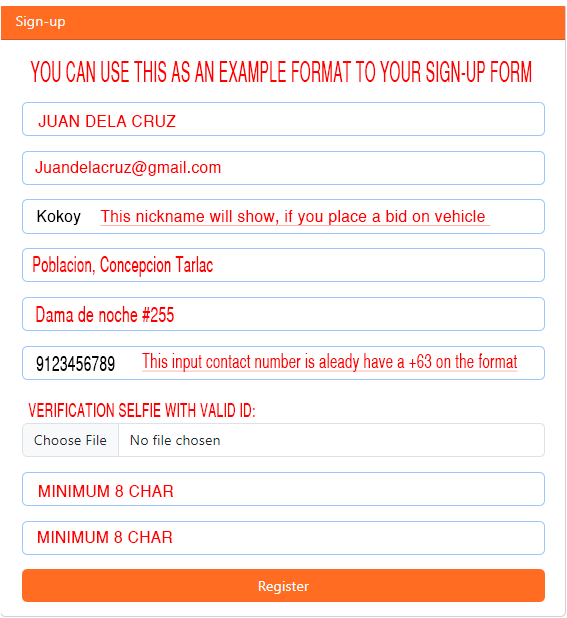 Sign-up
YOU CAN USE THIS AS AN EXAMPLE FORMAT TO YOUR SIGN-UP FORM
JUAN DELA CRUZ
Juandelacruz@gmail.com
Kokoy This nickname will show, if you place a bid on vehicle
Poblacion, Concepcion Tarlac
Dama de noche #255
9123456789 This input contact number is aleady have a +63 on the format
VERIFICATION SELFIE WITH VALID ID:
Choose File No file chosen
MINIMUM 8 CHAR
MINIMUM 8 CHAR
Register